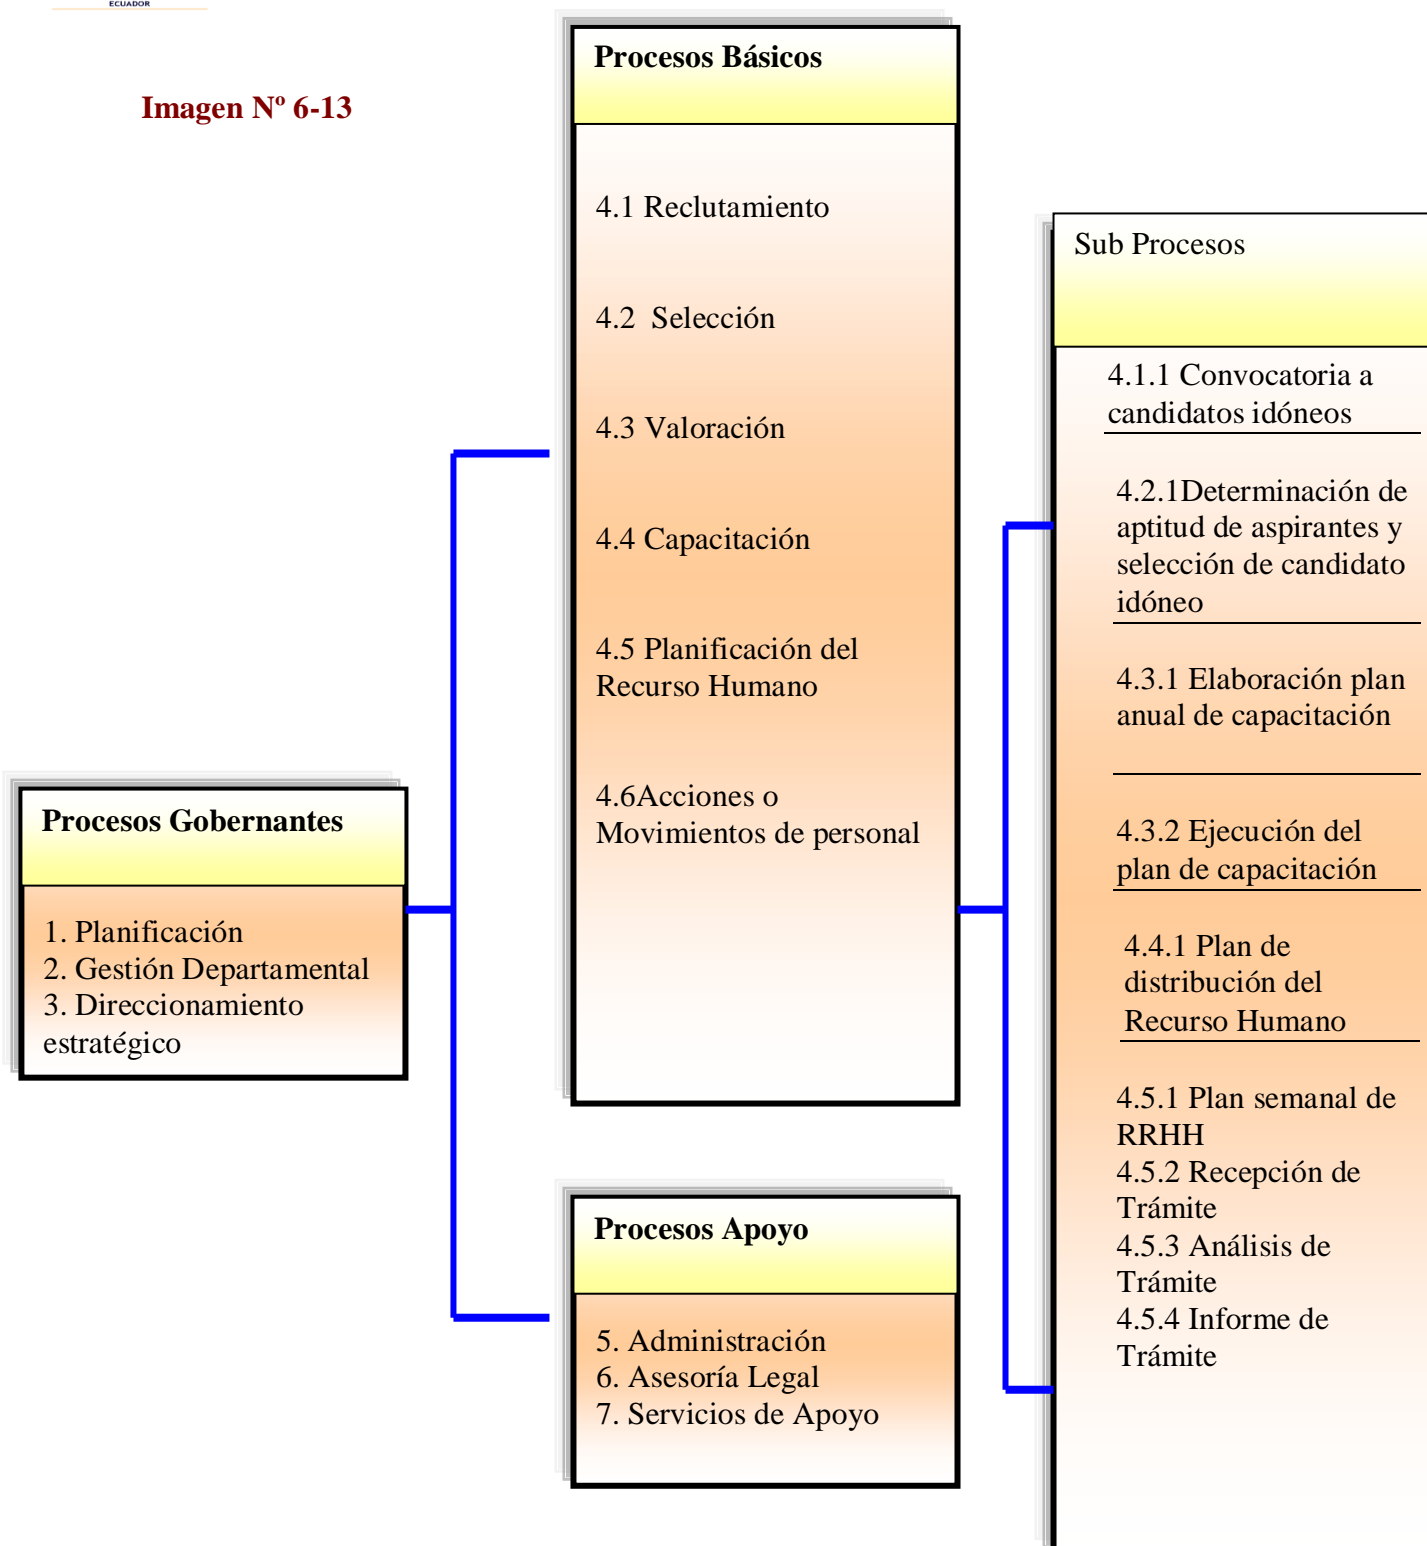 ECUADOR
Imagen Nº 6-13
Procesos Básicos
4.1 Reclutamiento
4.2 Selección
4.3 Valoración
4.4 Capacitación
4.5 Planificación del
Recurso Humano
4.6Acciones o
Movimientos de personal
Sub Procesos
4.1.1 Convocatoria a
candidatos idóneos
4.2.1Determinación de
aptitud de aspirantes y
selección de candidato
idóneo
4.3.1 Elaboración plan
anual de capacitación
4.3.2 Ejecución del
plan de capacitación
4.4.1 Plan de
distribución del
Recurso Humano
4.5.1 Plan semanal de
RRHH
4.5.2 Recepción de
Trámite
4.5.3 Análisis de
Trámite
4.5.4 Informe de
Trámite
Procesos Gobernantes
1. Planificación
2. Gestión Departamental
3. Direccionamiento
estratégico
Procesos Apoyo
5. Administración
6. Asesoría Legal
7. Servicios de Apoyo